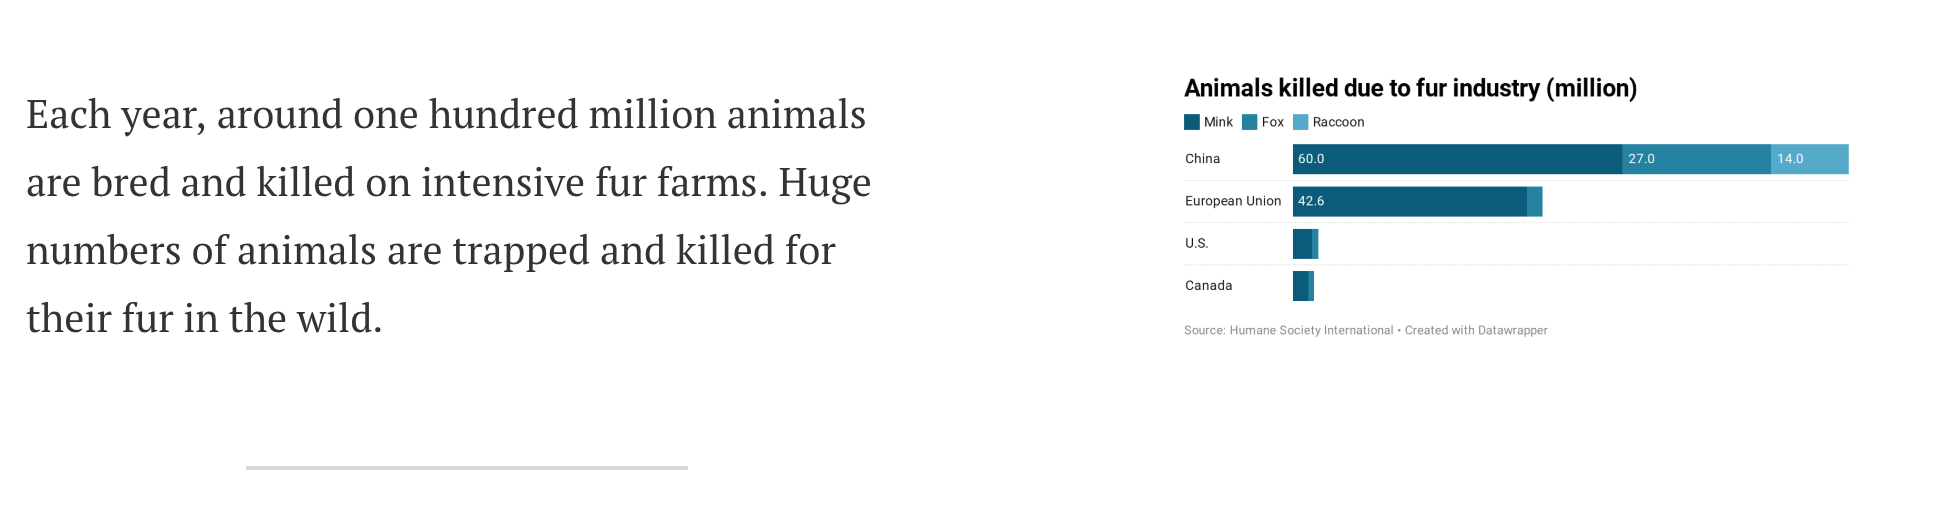 Each year, around one hundred million animals
are bred and killed on intensive fur farms. Huge
numbers of animals are trapped and killed for
their fur in the wild.
Animals killed due to fur industry (million)
Mink Fox Raccoon
China 60.0 27.0 14.0
European Union 42.6
U.S.
Canada
Source: Humane Society International • Created with Datawrapper